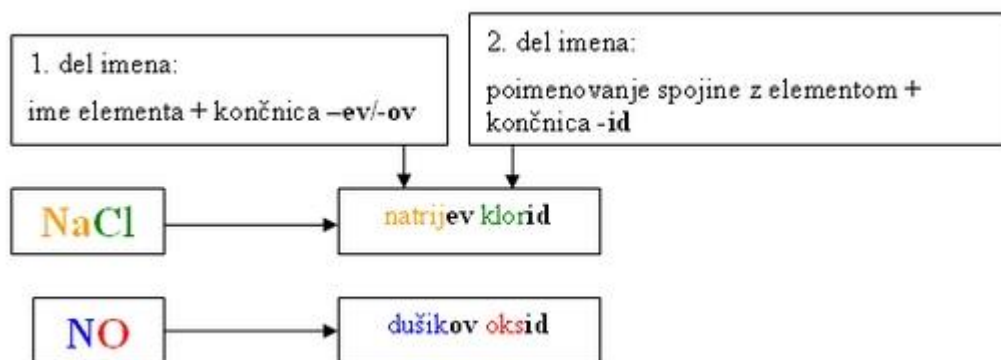 1. del imena:
ime elementa + končnica –ev/-ov
2. del imena:
poimenovanje spojine z elementom +
končnica -id
NaCl
natrijev klorid
NO
dušikov oksid